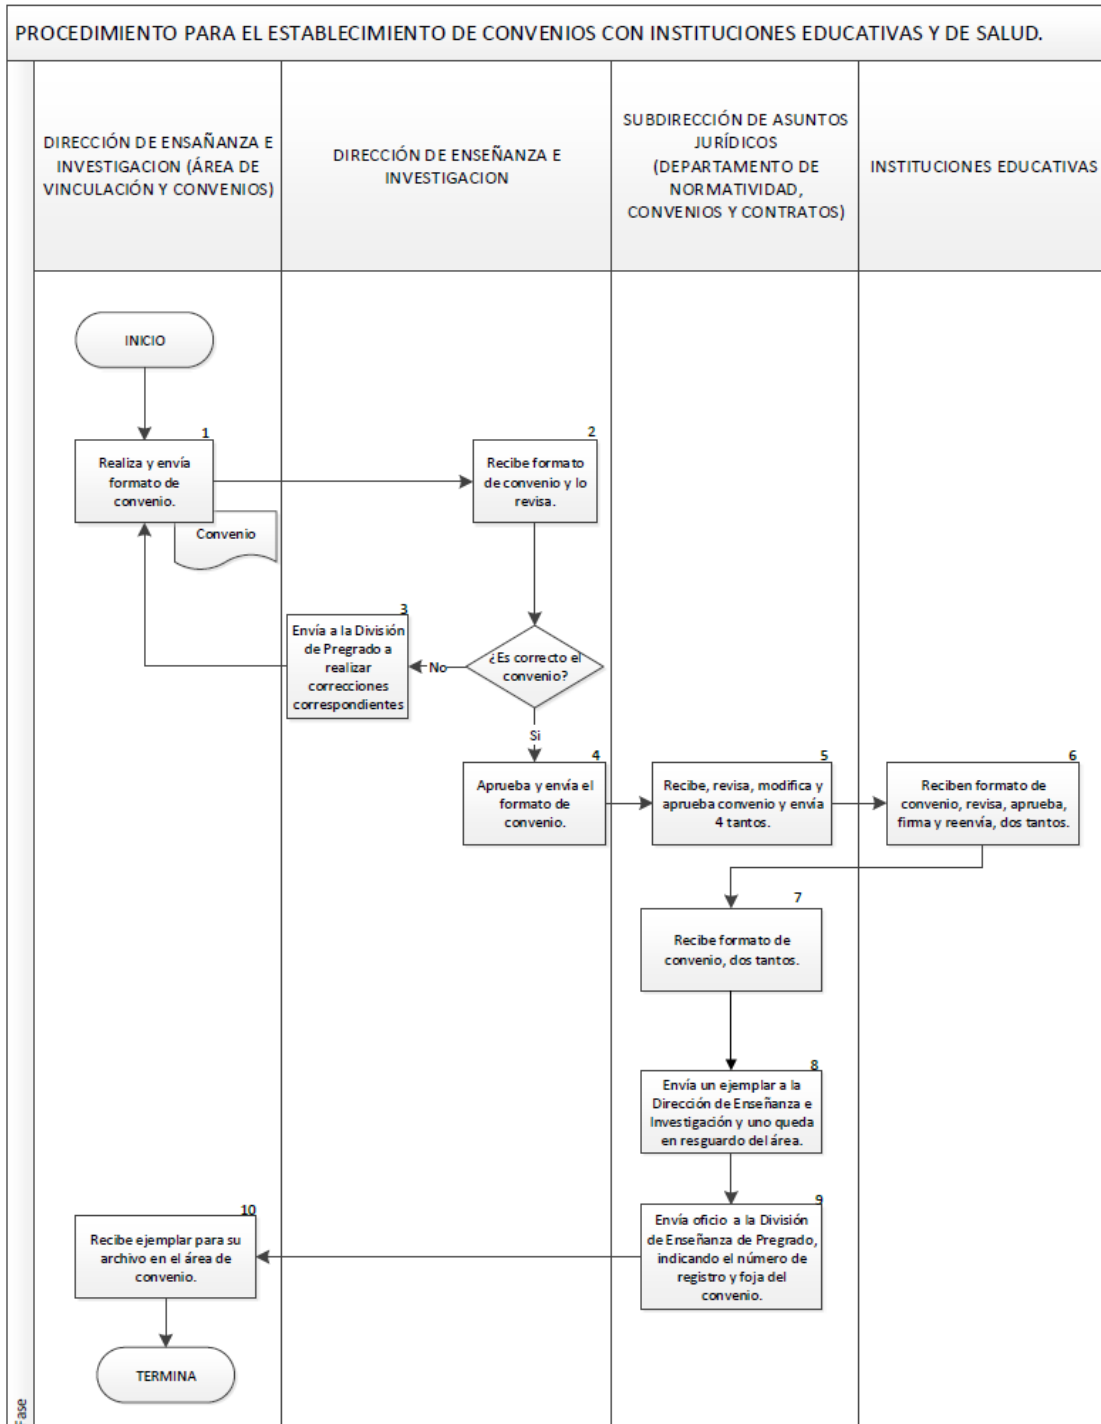 PROCEDIMIENTO PARA EL ESTABLECIMIENTO DE CONVENIOS CON INSTITUCIONES EDUCATIVAS Y DE SALUD.
DIRECCIÓN DE ENSAÑANZA E
INVESTIGACION (ÁREA DE
VINCULACIÓN Y CONVENIOS)
DIRECCIÓN DE ENSEÑANZA E
INVESTIGACION
SUBDIRECCIÓN DE ASUNTOS
JURÍDICOS
(DEPARTAMENTO DE
NORMATIVIDAD,
CONVENIOS Y CONTRATOS)
INSTITUCIONES EDUCATIVAS
INICIO
1
Realiza y envía
formato de
convenio.
Convenio
2
Recibe formato
de convenio y lo
revisa.
¿Es correcto el
convenio?
No
3
Envía a la División
de Pregrado a
realizar
correcciones
correspondientes
Si
4
Aprueba y envía el
formato de
convenio.
5
Recibe, revisa, modifica y
aprueba convenio y envía
4 tantos.
6
Reciben formato de
convenio, revisa, aprueba,
firma y reenvía, dos tantos.
7
Recibe formato de
convenio, dos tantos.
8
Envía un ejemplar a la
Dirección de Enseñanza e
Investigación y uno queda
en resguardo del área.
9
Envía oficio a la División
de Enseñanza de Pregrado,
indicando el número de
registro y foja del
convenio.
10
Recibe ejemplar para su
archivo en el área de
convenio.
TERMINA
Fase